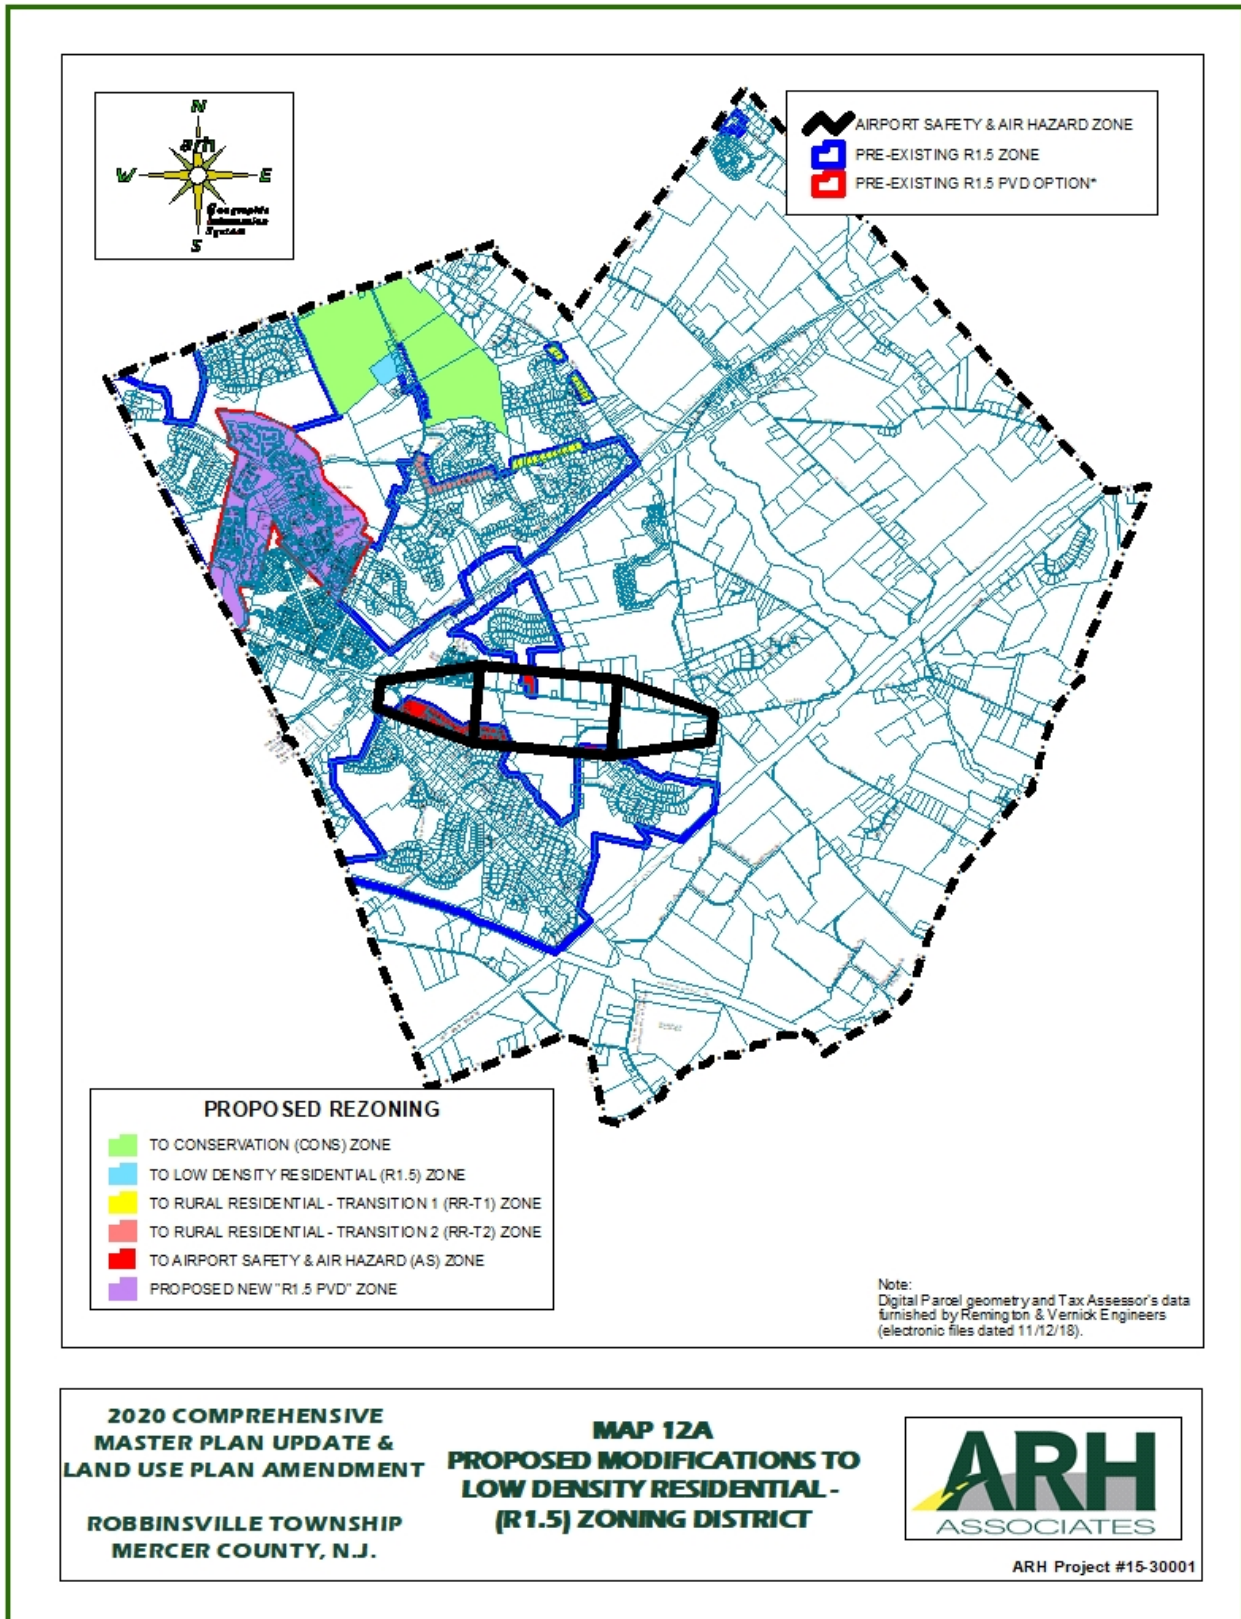 N
arh
W
E
Geographic
Information
System
S
AIRPORT SAFETY & AIR HAZARD ZONE
PRE-EXISTING R1.5 ZONE
PRE-EXISTING R1.5 PVD OPTION*
PROPOSED REZONING
TO CONSERVATION (CONS) ZONE
TO LOW DENSITY RESIDENTIAL (R1.5) ZONE
TO RURAL RESIDENTIAL - TRANSITION 1 (RR-T1) ZONE
TO RURAL RESIDENTIAL - TRANSITION 2 (RR-T2) ZONE
TO AIRPORT SAFETY & AIR HAZARD (AS) ZONE
PROPOSED NEW "R1.5 PVD" ZONE
Note:
Digital Parcel geometry and Tax Assessor's data
furnished by Remington & Vernick Engineers
(electronic files dated 11/12/18).
2020 COMPREHENSIVE
MASTER PLAN UPDATE &
LAND USE PLAN AMENDMENT
ROBBINSVILLE TOWNSHIP
MERCER COUNTY, N.J.
MAP 12A
PROPOSED MODIFICATIONS TO
LOW DENSITY RESIDENTIAL -
(R1.5) ZONING DISTRICT
ARH
ASSOCIATES
ARH Project #15-30001